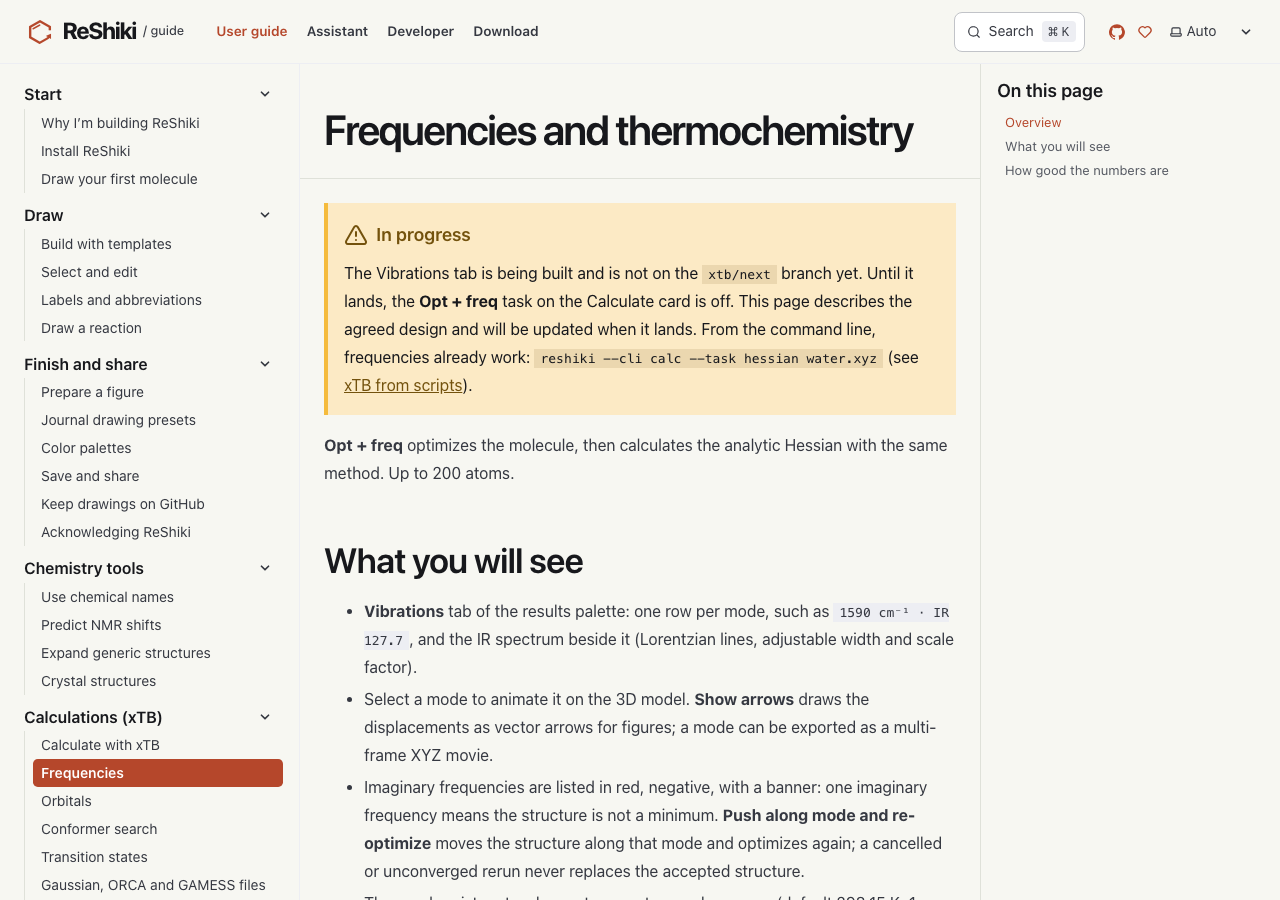 ReShiki / guide
User guide
Assistant
Developer
Download
Search ⌘ K
Auto
Start
Why I’m building ReShiki
Install ReShiki
Draw your first molecule
Draw
Build with templates
Select and edit
Labels and abbreviations
Draw a reaction
Finish and share
Prepare a figure
Journal drawing presets
Color palettes
Save and share
Keep drawings on GitHub
Acknowledging ReShiki
Chemistry tools
Use chemical names
Predict NMR shifts
Expand generic structures
Crystal structures
Calculations (xTB)
Calculate with xTB
Frequencies
Orbitals
Conformer search
Transition states
Gaussian, ORCA and GAMESS files
Frequencies and thermochemistry
In progress
The Vibrations tab is being built and is not on the xtb/next branch yet. Until it
lands, the Opt + freq task on the Calculate card is off. This page describes the
agreed design and will be updated when it lands. From the command line,
frequencies already work: reshiki --cli calc --task hessian water.xyz (see
xTB from scripts).
Opt + freq optimizes the molecule, then calculates the analytic Hessian with the same
method. Up to 200 atoms.
What you will see
• Vibrations tab of the results palette: one row per mode, such as 1590 cm⁻¹ · IR
127.7, and the IR spectrum beside it (Lorentzian lines, adjustable width and scale
factor).
• Select a mode to animate it on the 3D model. Show arrows draws the
displacements as vector arrows for figures; a mode can be exported as a multi-
frame XYZ movie.
• Imaginary frequencies are listed in red, negative, with a banner: one imaginary
frequency means the structure is not a minimum. Push along mode and re-
optimize moves the structure along that mode and optimizes again; a cancelled
or unconverged rerun never replaces the accepted structure.
On this page
Overview
What you will see
How good the numbers are